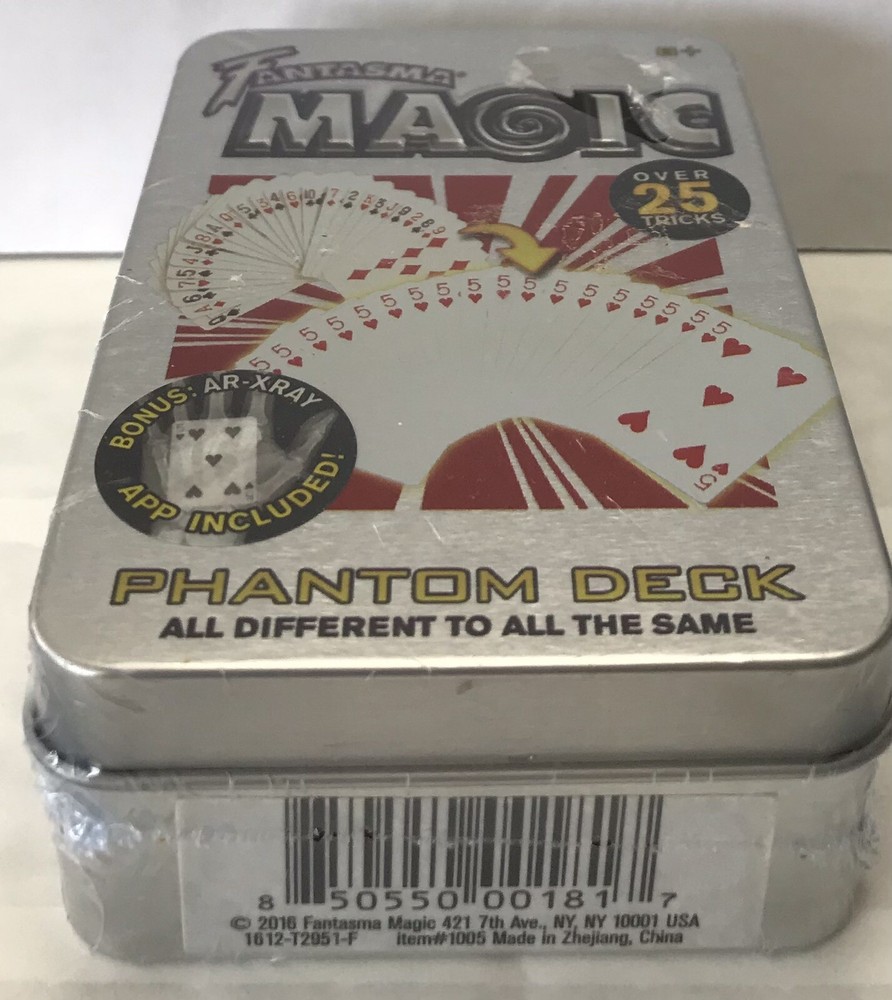 FANTASMA
MAGIC
OVER
25
TRICKS
BONUS: AR-XRAY
APP INCLUDED!
PHANTOM DECK
ALL DIFFERENT TO ALL THE SAME
8 50550 00181 7
© 2016 Fantasma Magic 421 7th Ave., NY, NY 10001 USA
1612-T2951-F item#1005 Made in Zhejiang, China